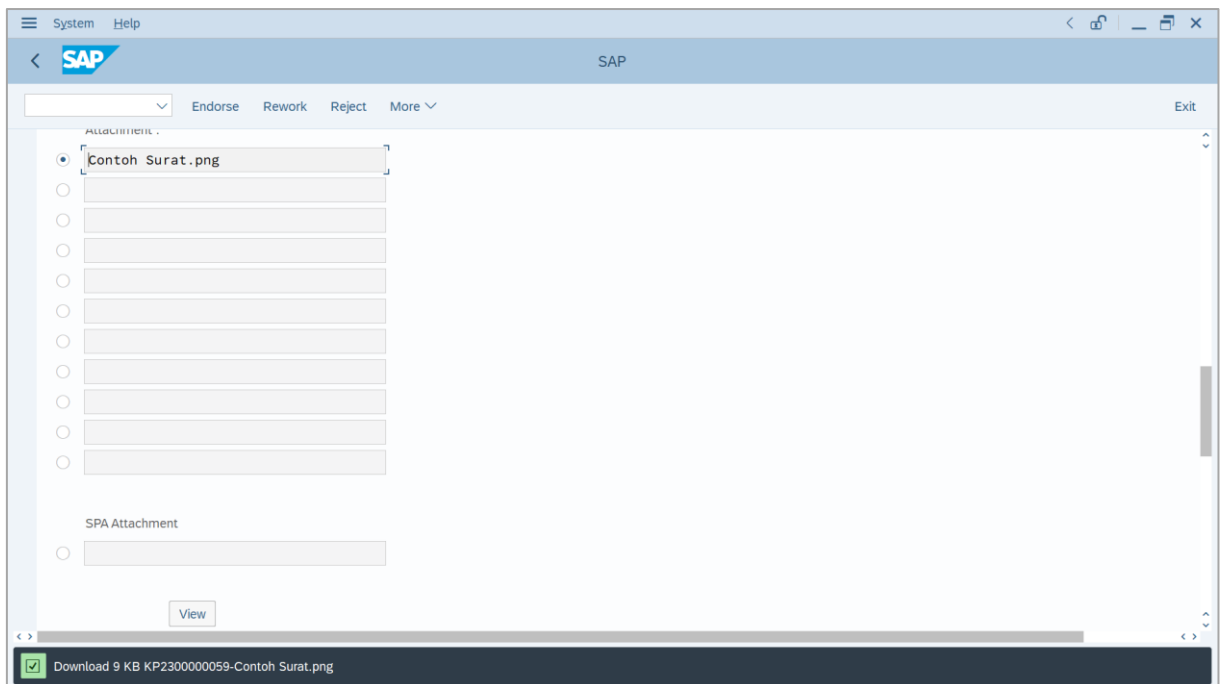 System Help
SAP
SAP
Endorse Rework Reject More Exit
Attachment :
Contoh Surat.png
SPA Attachment
View
Download 9 KB KP2300000059-Contoh Surat.png